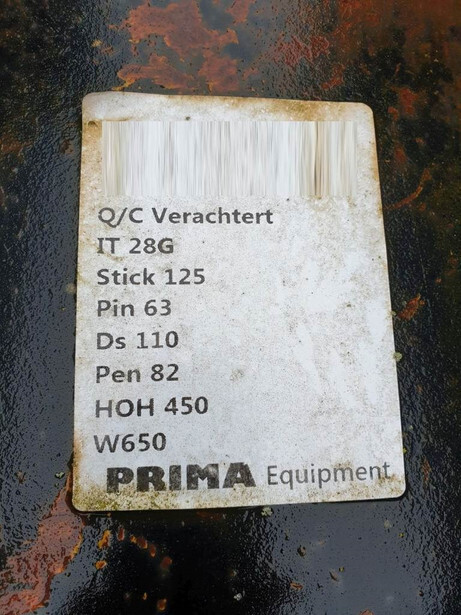 Q/C Verachtert
IT 28G
Stick 125
Pin 63
Ds 110
Pen 82
HOH 450
W650
PRIMA Equipment